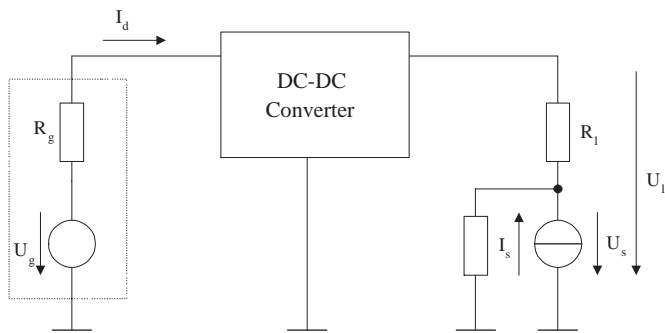 I_d
DC-DC
Converter
R_g
R_l
U_l
U_g
I_s
U_s